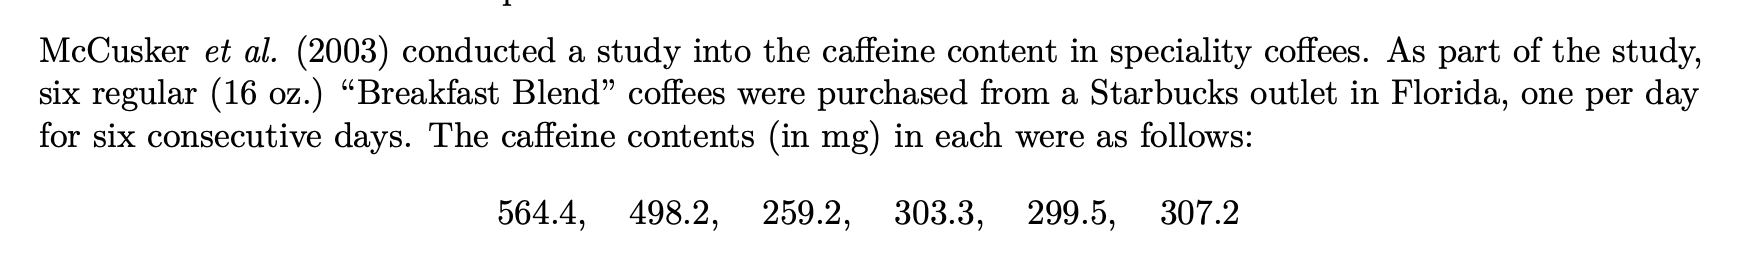 McCusker et al. (2003) conducted a study into the caffeine content in speciality coffees. As part of the study,
six regular (16 oz.) “Breakfast Blend” coffees were purchased from a Starbucks outlet in Florida, one per day
for six consecutive days. The caffeine contents (in mg) in each were as follows:
564.4, 498.2, 259.2, 303.3, 299.5, 307.2